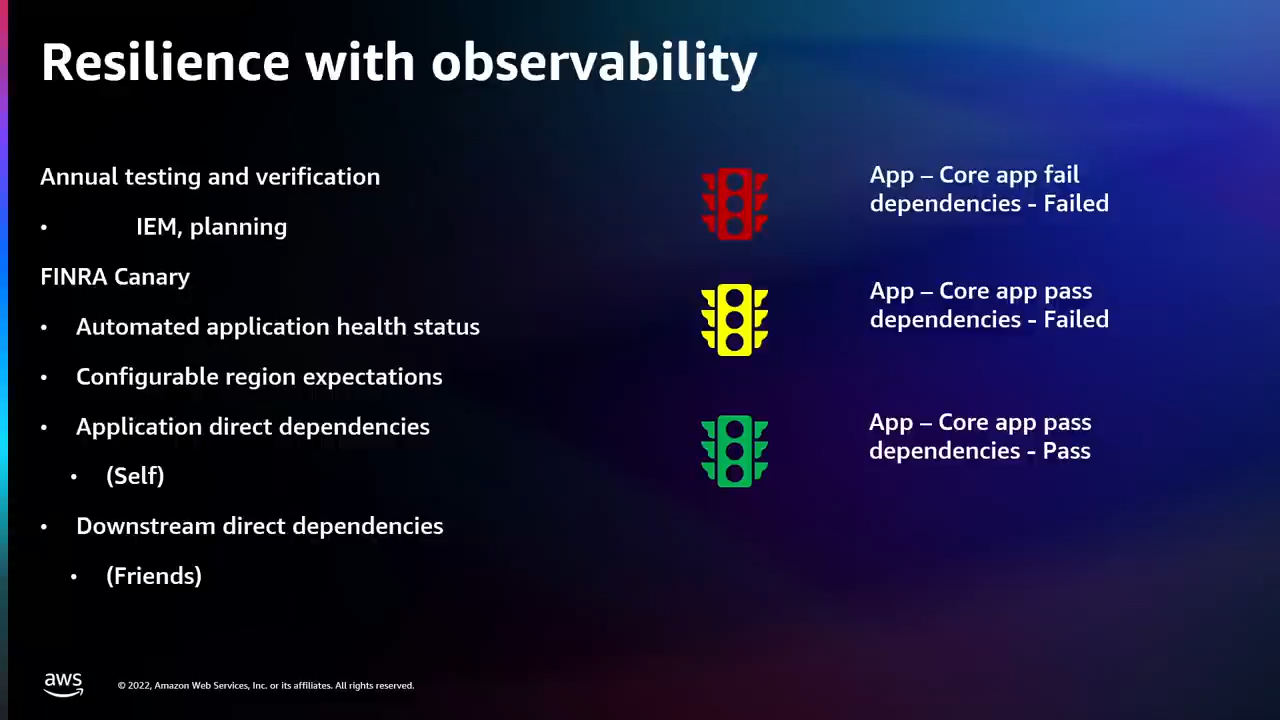 Resilience with observability
Annual testing and verification
• IEM, planning
FINRA Canary
• Automated application health status
• Configurable region expectations
• Application direct dependencies
• (Self)
• Downstream direct dependencies
• (Friends)
App – Core app fail
dependencies - Failed
App – Core app pass
dependencies - Failed
App – Core app pass
dependencies - Pass
aws
© 2022, Amazon Web Services, Inc. or its affiliates. All rights reserved.